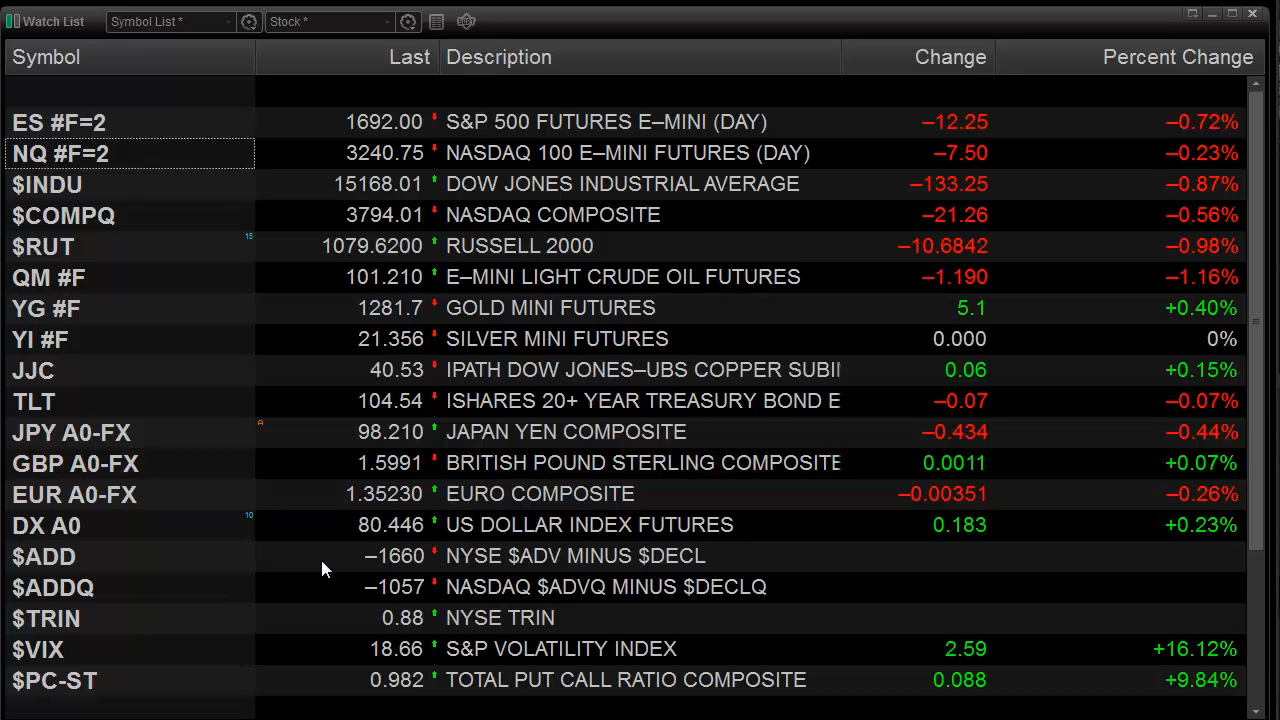 Watch List Symbol List * Stock *
Symbol Last Description Change Percent Change
ES #F=2 1692.00 S&P 500 FUTURES E–MINI (DAY) –12.25 –0.72%
NQ #F=2 3240.75 NASDAQ 100 E–MINI FUTURES (DAY) –7.50 –0.23%
$INDU 15168.01 DOW JONES INDUSTRIAL AVERAGE –133.25 –0.87%
$COMPQ 3794.01 NASDAQ COMPOSITE –21.26 –0.56%
$RUT 15 1079.6200 RUSSELL 2000 –10.6842 –0.98%
QM #F 101.210 E–MINI LIGHT CRUDE OIL FUTURES –1.190 –1.16%
YG #F 1281.7 GOLD MINI FUTURES 5.1 +0.40%
YI #F 21.356 SILVER MINI FUTURES 0.000 0%
JJC 40.53 IPATH DOW JONES–UBS COPPER SUBI 0.06 +0.15%
TLT 104.54 ISHARES 20+ YEAR TREASURY BOND E –0.07 –0.07%
JPY A0-FX 98.210 JAPAN YEN COMPOSITE –0.434 –0.44%
GBP A0-FX 1.5991 BRITISH POUND STERLING COMPOSITE 0.0011 +0.07%
EUR A0-FX 1.35230 EURO COMPOSITE –0.00351 –0.26%
DX A0 10 80.446 US DOLLAR INDEX FUTURES 0.183 +0.23%
$ADD –1660 NYSE $ADV MINUS $DECL
$ADDQ –1057 NASDAQ $ADVQ MINUS $DECLQ
$TRIN 0.88 NYSE TRIN
$VIX 18.66 S&P VOLATILITY INDEX 2.59 +16.12%
$PC-ST 0.982 TOTAL PUT CALL RATIO COMPOSITE 0.088 +9.84%